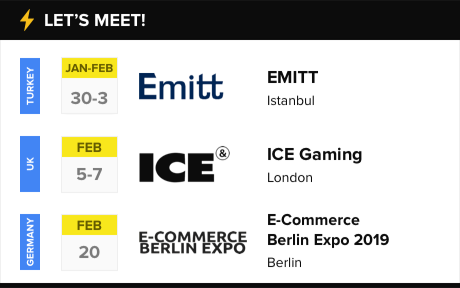 LET'S MEET!
TURKEY
JAN-FEB
30-3
Emitt
EMITT
Istanbul
UK
FEB
5-7
ICE &
ICE Gaming
London
GERMANY
FEB
20
E-COMMERCE
BERLIN EXPO
E-Commerce
Berlin Expo 2019
Berlin